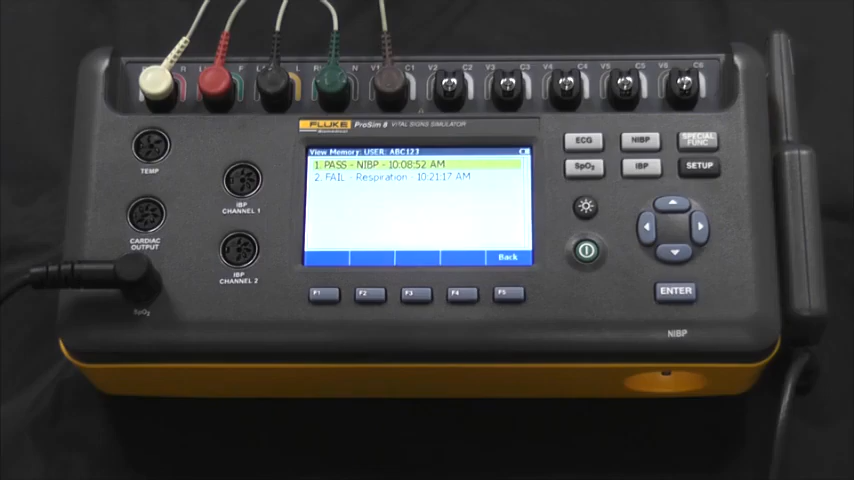 R L F N V1 C1 V2 C2 V3 C3 V4 C4 V5 C5 V6 C6
FLUKE ProSim 8 VITAL SIGNS SIMULATOR
View Memory: USER: ABC123
1. PASS - NIBP - 10:08:52 AM
2. FAIL - Respiration - 10:21:17 AM
Back
F1 F2 F3 F4 F5
TEMP
IBP
CHANNEL 1
CARDIAC
OUTPUT
IBP
CHANNEL 2
SpO2
ECG NIBP SPECIAL FUNC
SpO2 IBP SETUP
ENTER
NIBP